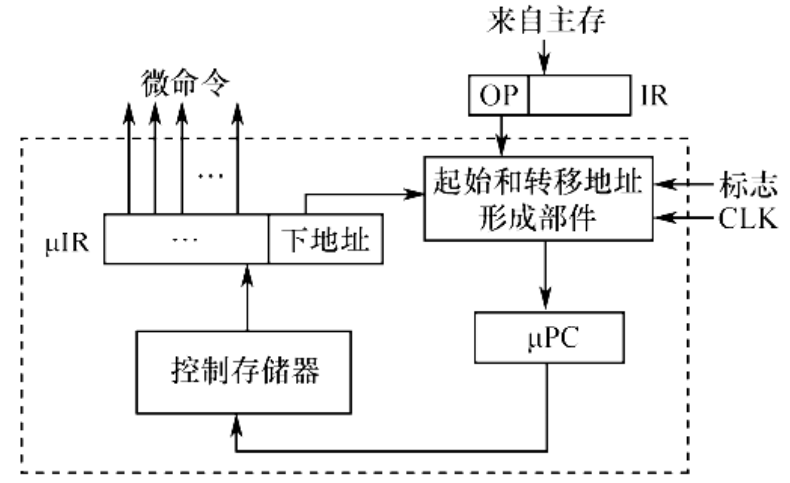 来自主存
微命令
OP
IR
…
起始和转移地址
形成部件
标志
CLK
μIR
…
下地址
μPC
控制存储器